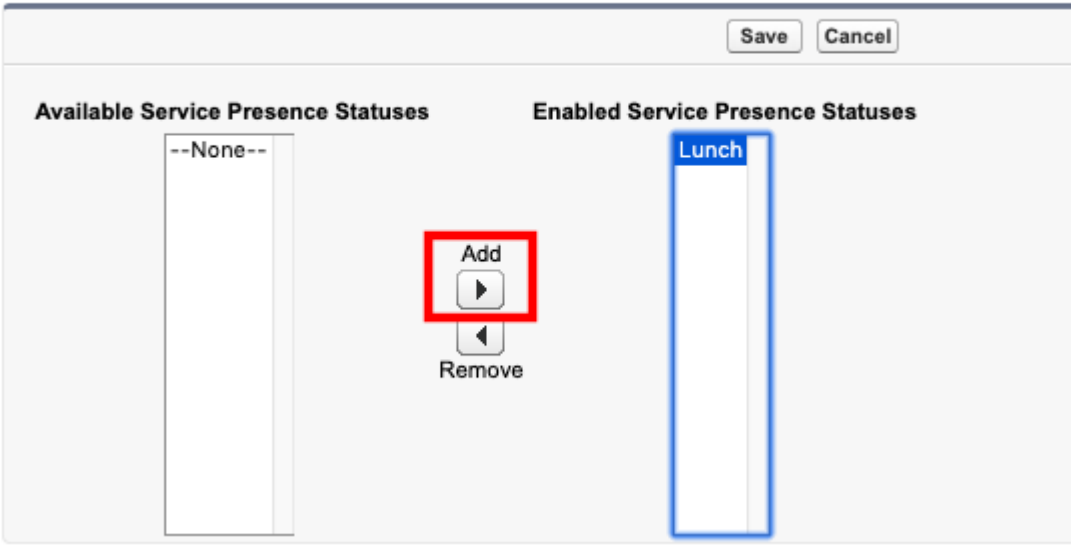 Save Cancel
Available Service Presence Statuses Enabled Service Presence Statuses
--None-- Lunch
Add
Remove